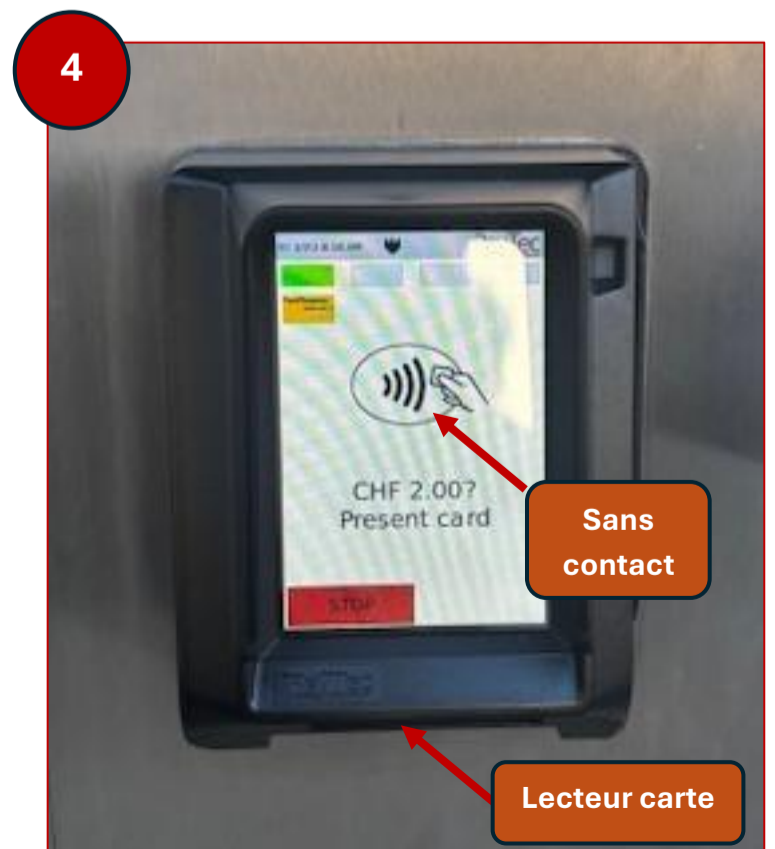 4
CHF 2.00?
Present card
Sans
contact
STOP
Lecteur carte